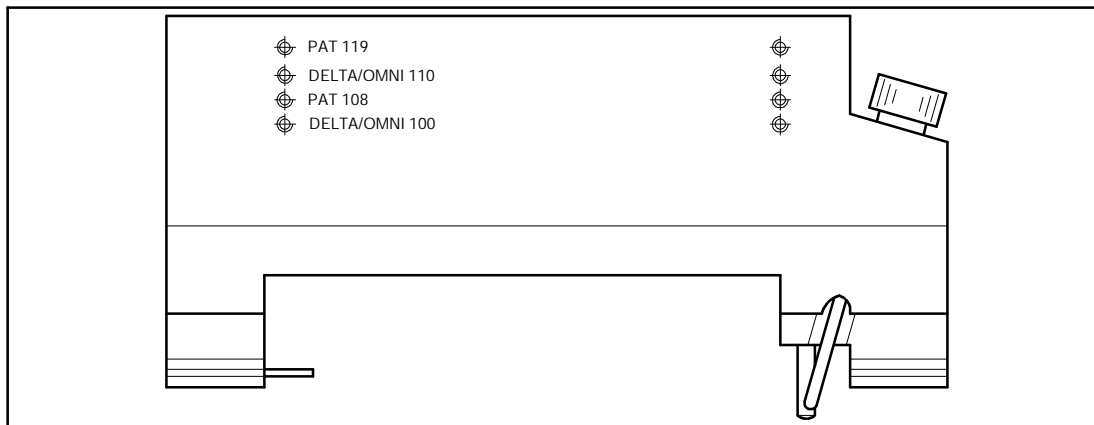 PAT 119
DELTA/OMNI 110
PAT 108
DELTA/OMNI 100